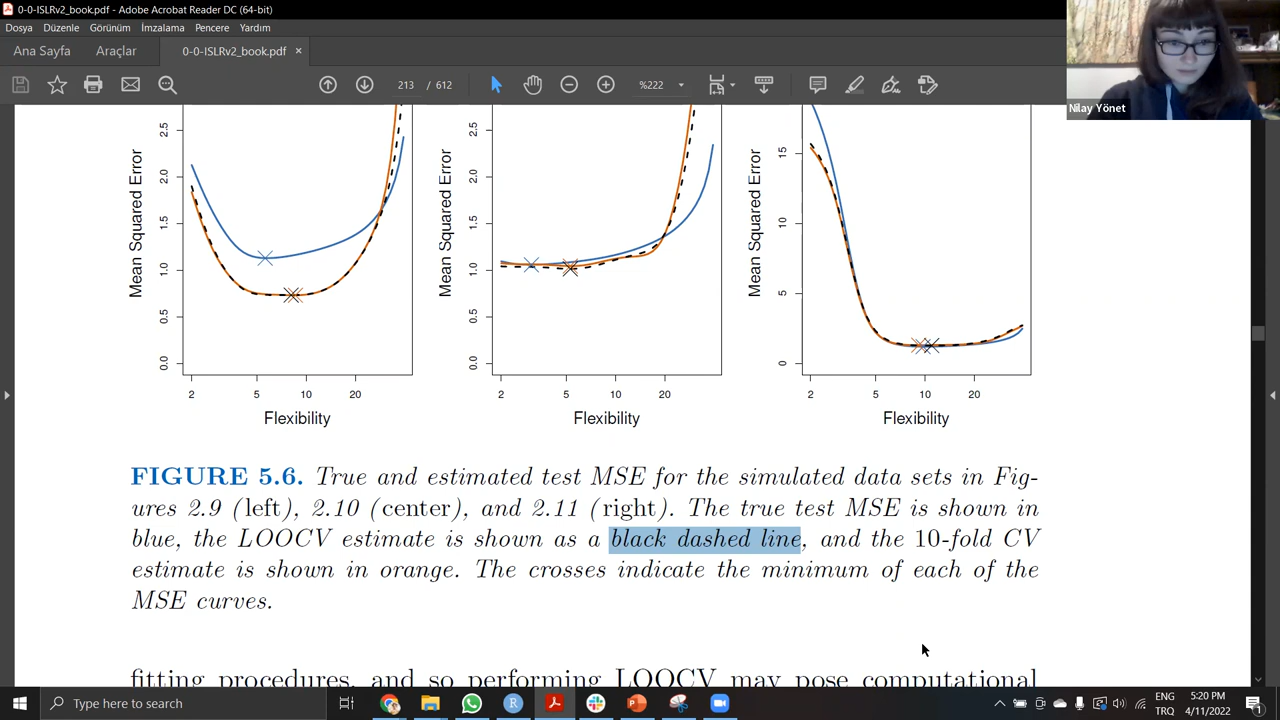 0-0-ISLRv2_book.pdf - Adobe Acrobat Reader DC (64-bit)
Dosya Düzenle Görünüm İmzalama Pencere Yardım
Ana Sayfa Araçlar 0-0-ISLRv2_book.pdf ×
213 / 612 %222
Nilay Yönet
Mean Squared Error
0.0 0.5 1.0 1.5 2.0 2.5
2 5 10 20
Flexibility
Mean Squared Error
0.0 0.5 1.0 1.5 2.0 2.5
2 5 10 20
Flexibility
Mean Squared Error
0 5 10 15
2 5 10 20
Flexibility
FIGURE 5.6. True and estimated test MSE for the simulated data sets in Fig-
ures 2.9 (left), 2.10 (center), and 2.11 (right). The true test MSE is shown in
blue, the LOOCV estimate is shown as a black dashed line, and the 10-fold CV
estimate is shown in orange. The crosses indicate the minimum of each of the
MSE curves.
fitting procedures, and so performing LOOCV may pose computational
Type here to search
ENG
TRQ
5:20 PM
4/11/2022
1